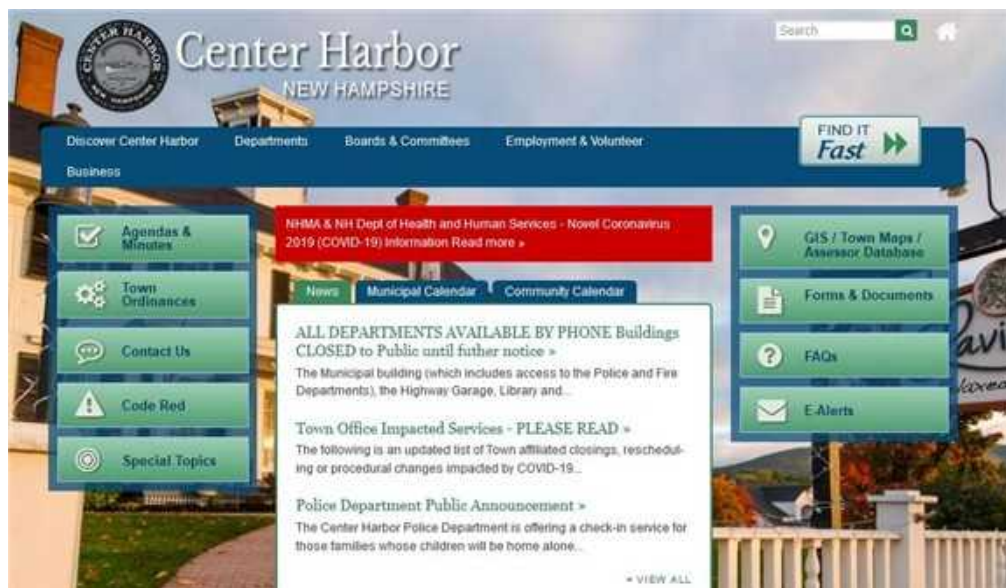 CENTER HARBOR
NEW HAMPSHIRE
Center Harbor
NEW HAMPSHIRE
Search
Discover Center Harbor
Departments
Boards & Committees
Employment & Volunteer
Business
FIND IT
Fast
Agendas &
Minutes
Town
Ordinances
Contact Us
Code Red
Special Topics
NHMA & NH Dept of Health and Human Services - Novel Coronavirus
2019 (COVID-19) Information Read more »
News
Municipal Calendar
Community Calendar
ALL DEPARTMENTS AVAILABLE BY PHONE Buildings
CLOSED to Public until futher notice »
The Municipal building (which includes access to the Police and Fire
Departments), the Highway Garage, Library and...
Town Office Impacted Services - PLEASE READ »
The following is an updated list of Town affiliated closings, reschedul-
ing or procedural changes impacted by COVID-19...
Police Department Public Announcement »
The Center Harbor Police Department is offering a check-in service for
those families whose children will be home alone...
» VIEW ALL
GIS / Town Maps /
Assessor Database
Forms & Documents
FAQs
E-Alerts